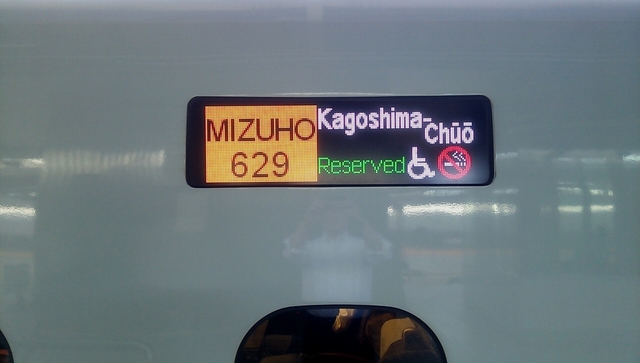 MIZUHO
629
Kagoshima-
Chūō
Reserved